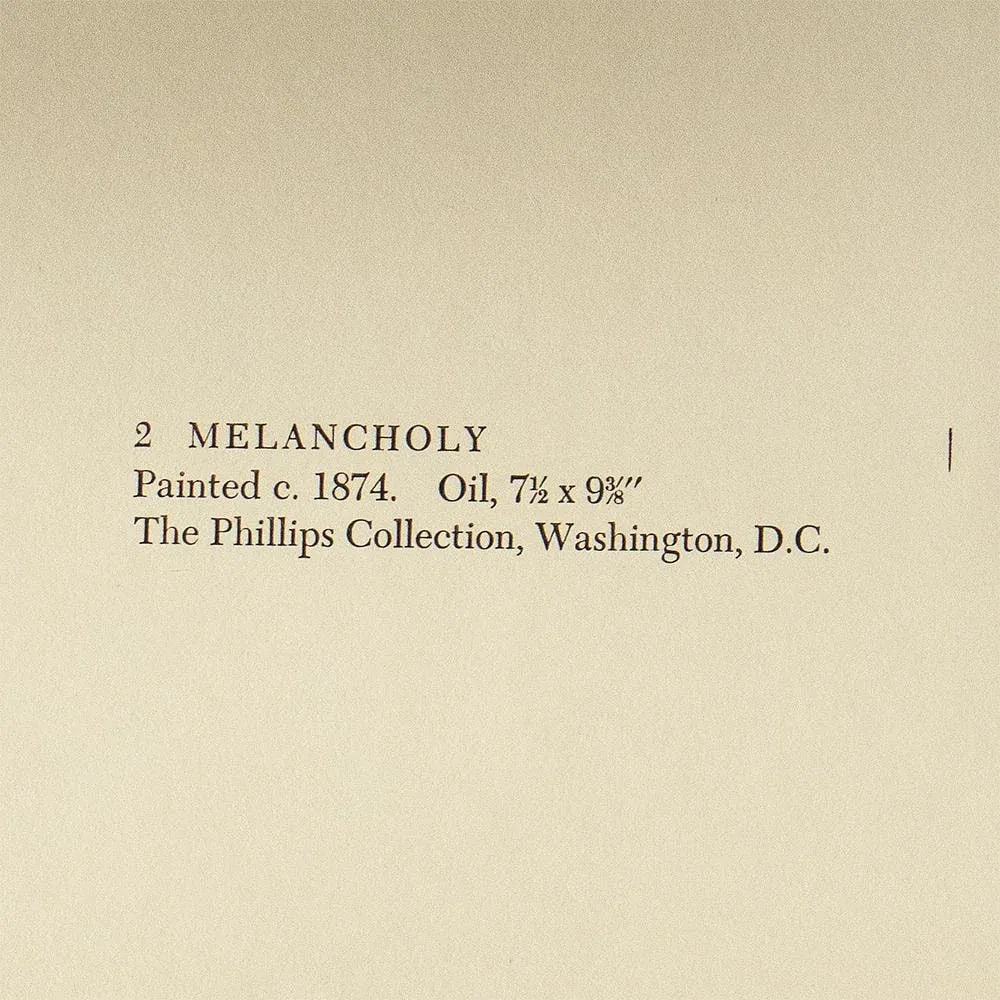 2 MELANCHOLY
Painted c. 1874. Oil, 7½ x 9⅜″
The Phillips Collection, Washington, D.C.